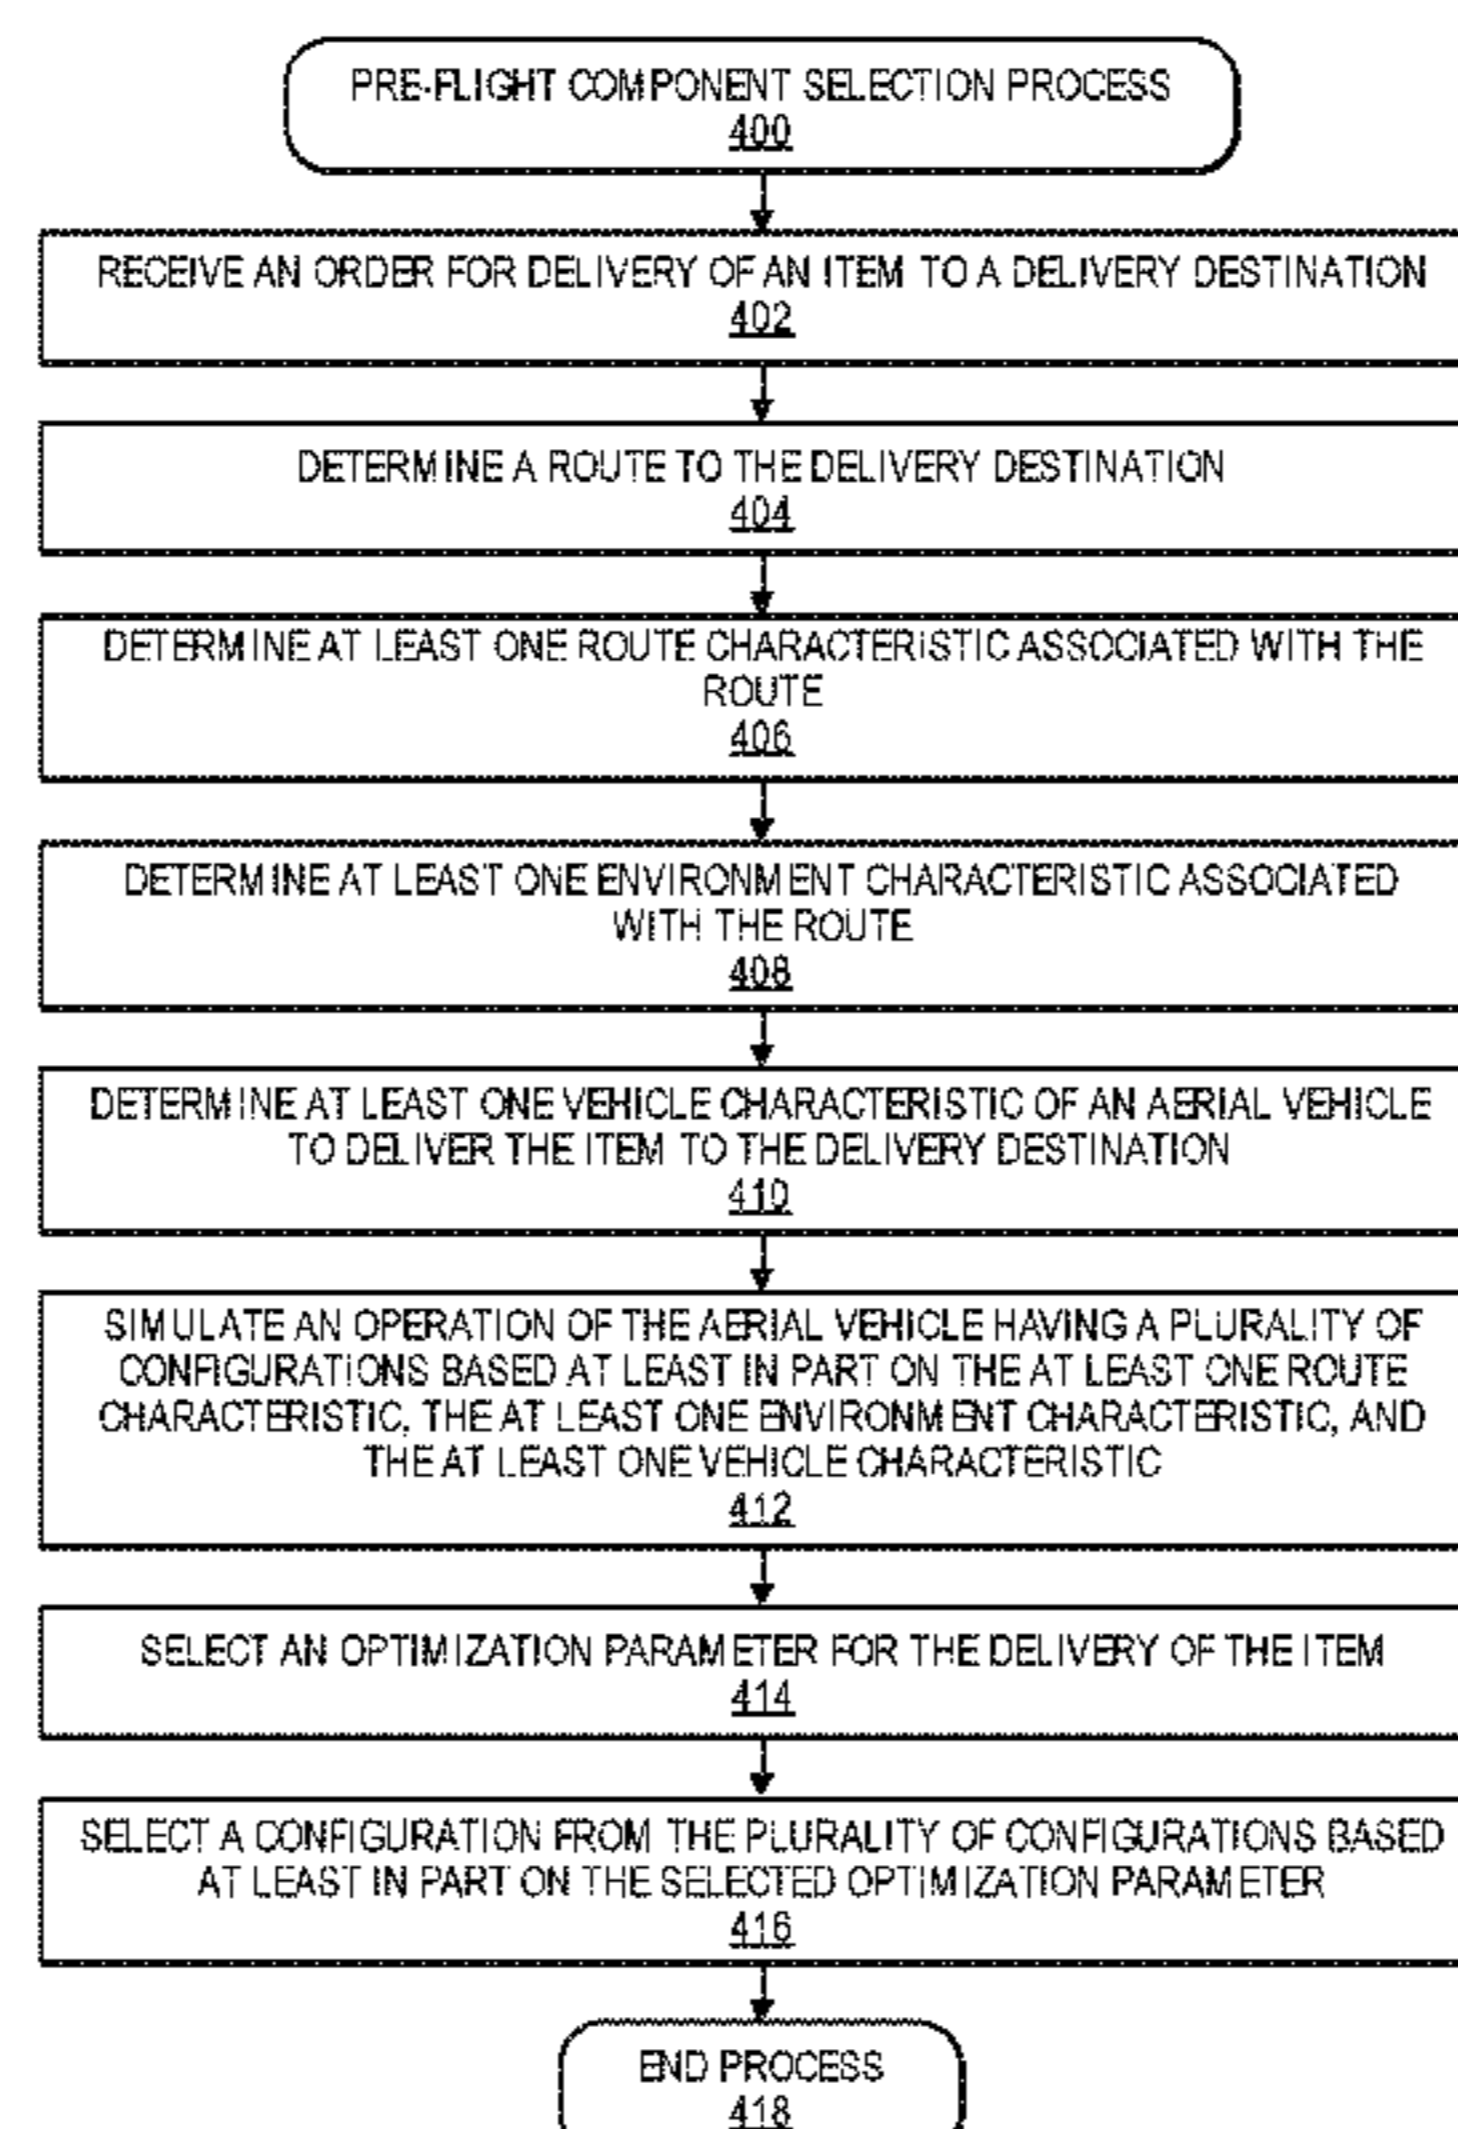 PRE-FLIGHT COMPONENT SELECTION PROCESS
400
RECEIVE AN ORDER FOR DELIVERY OF AN ITEM TO A DELIVERY DESTINATION
402
DETERMINE A ROUTE TO THE DELIVERY DESTINATION
404
DETERMINE AT LEAST ONE ROUTE CHARACTERISTIC ASSOCIATED WITH THE
ROUTE
406
DETERMINE AT LEAST ONE ENVIRONMENT CHARACTERISTIC ASSOCIATED
WITH THE ROUTE
408
DETERMINE AT LEAST ONE VEHICLE CHARACTERISTIC OF AN AERIAL VEHICLE
TO DELIVER THE ITEM TO THE DELIVERY DESTINATION
410
SIMULATE AN OPERATION OF THE AERIAL VEHICLE HAVING A PLURALITY OF
CONFIGURATIONS BASED AT LEAST IN PART ON THE AT LEAST ONE ROUTE
CHARACTERISTIC, THE AT LEAST ONE ENVIRONMENT CHARACTERISTIC, AND
THE AT LEAST ONE VEHICLE CHARACTERISTIC
412
SELECT AN OPTIMIZATION PARAMETER FOR THE DELIVERY OF THE ITEM
414
SELECT A CONFIGURATION FROM THE PLURALITY OF CONFIGURATIONS BASED
AT LEAST IN PART ON THE SELECTED OPTIMIZATION PARAMETER
416
END PROCESS
418